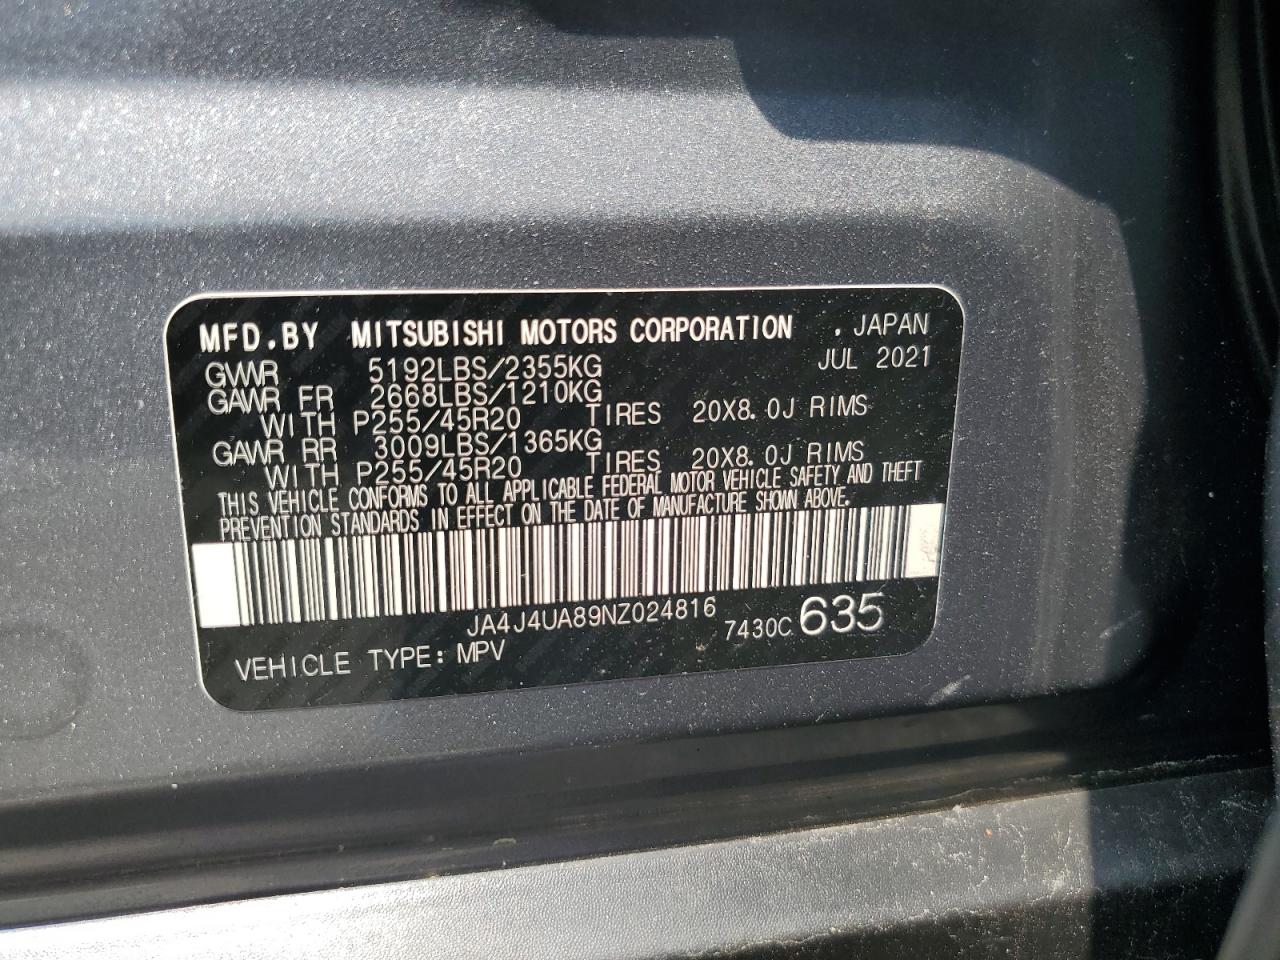 MFD.BY MITSUBISHI MOTORS CORPORATION . JAPAN
GVWR 5192LBS/2355KG JUL 2021
GAWR FR 2668LBS/1210KG
WITH P255/45R20 TIRES 20X8.0J RIMS
GAWR RR 3009LBS/1365KG
WITH P255/45R20 TIRES 20X8.0J RIMS
THIS VEHICLE CONFORMS TO ALL APPLICABLE FEDERAL MOTOR VEHICLE SAFETY AND THEFT
PREVENTION STANDARDS IN EFFECT ON THE DATE OF MANUFACTURE SHOWN ABOVE.
JA4J4UA89NZ024816 7430C 635
VEHICLE TYPE: MPV